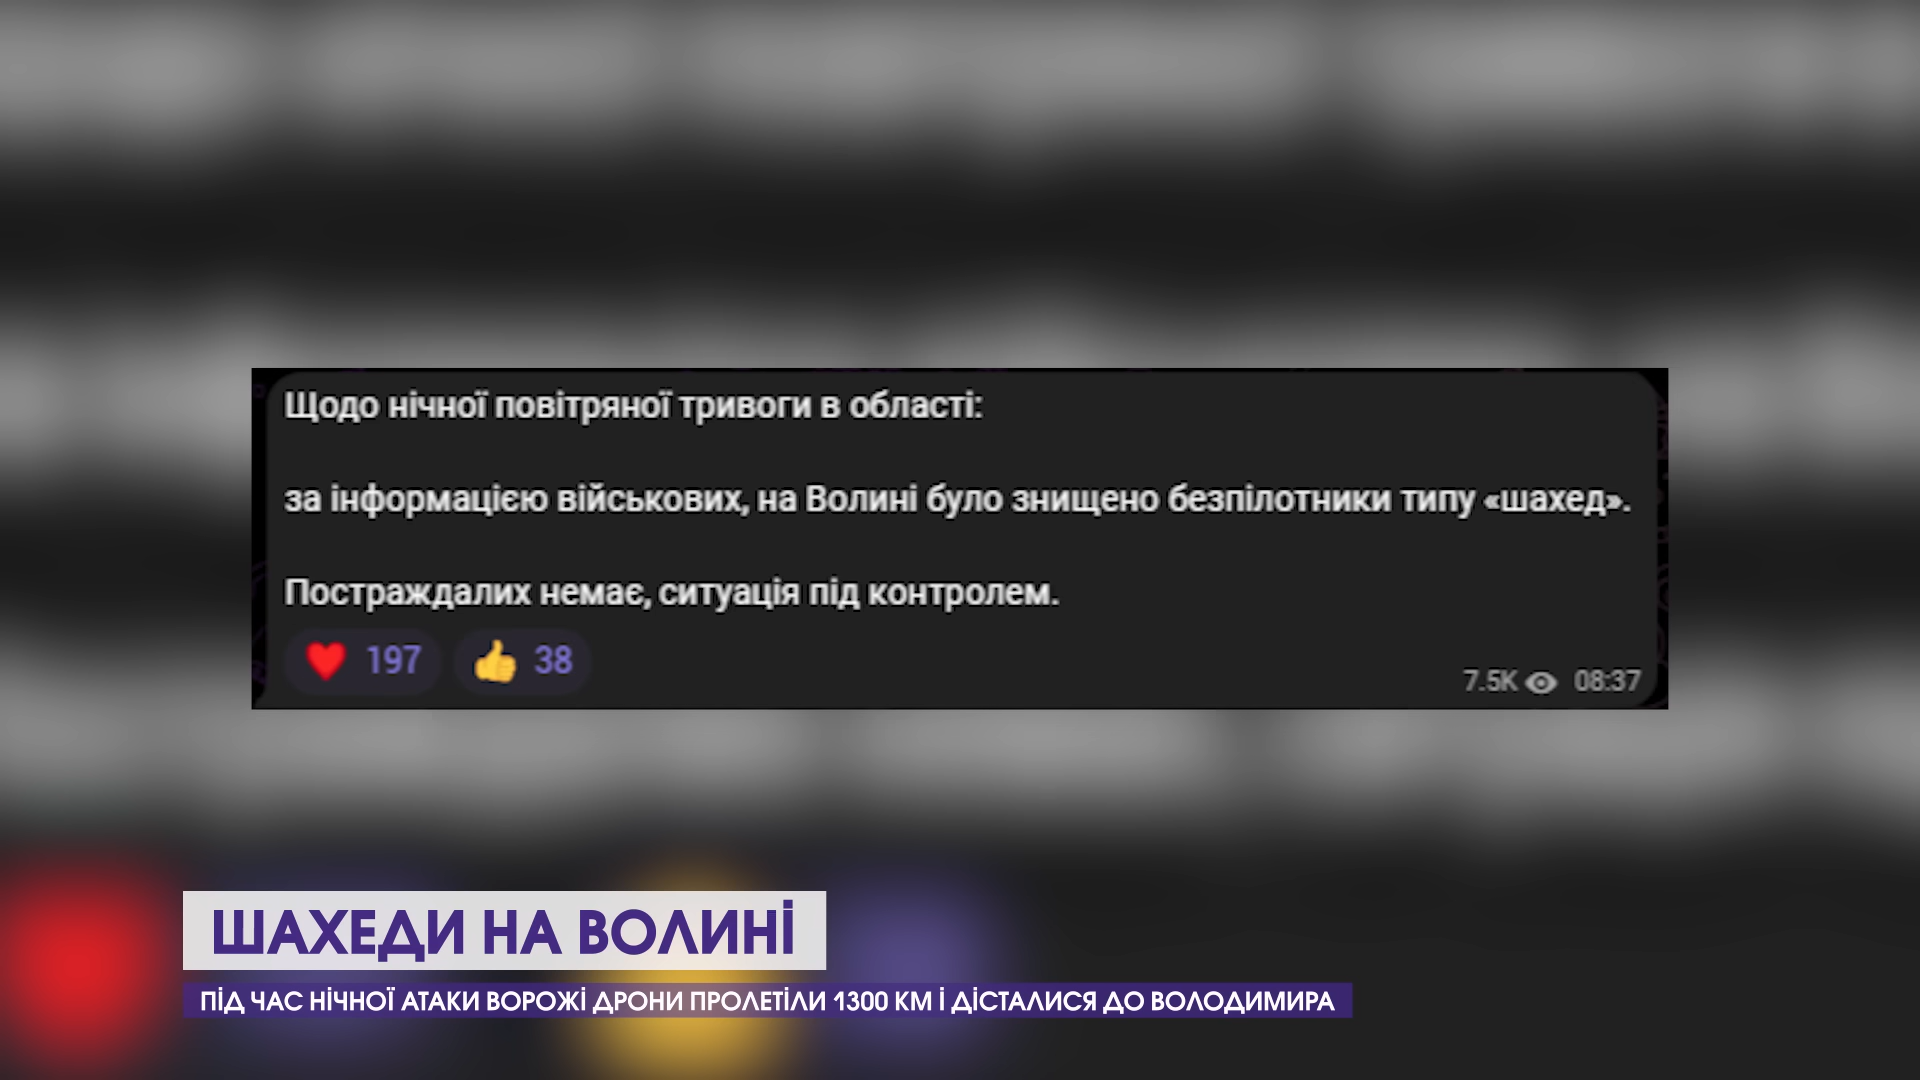 Щодо нічної повітряної тривоги в області:
за інформацією військових, на Волині було знищено безпілотники типу «шахед».
Постраждалих немає, ситуація під контролем.
197 38
7.5K 08:37
ШАХЕДИ НА ВОЛИНІ
ПІД ЧАС НІЧНОЇ АТАКИ ВОРОЖІ ДРОНИ ПРОЛЕТІЛИ 1300 КМ І ДІСТАЛИСЯ ДО ВОЛОДИМИРА